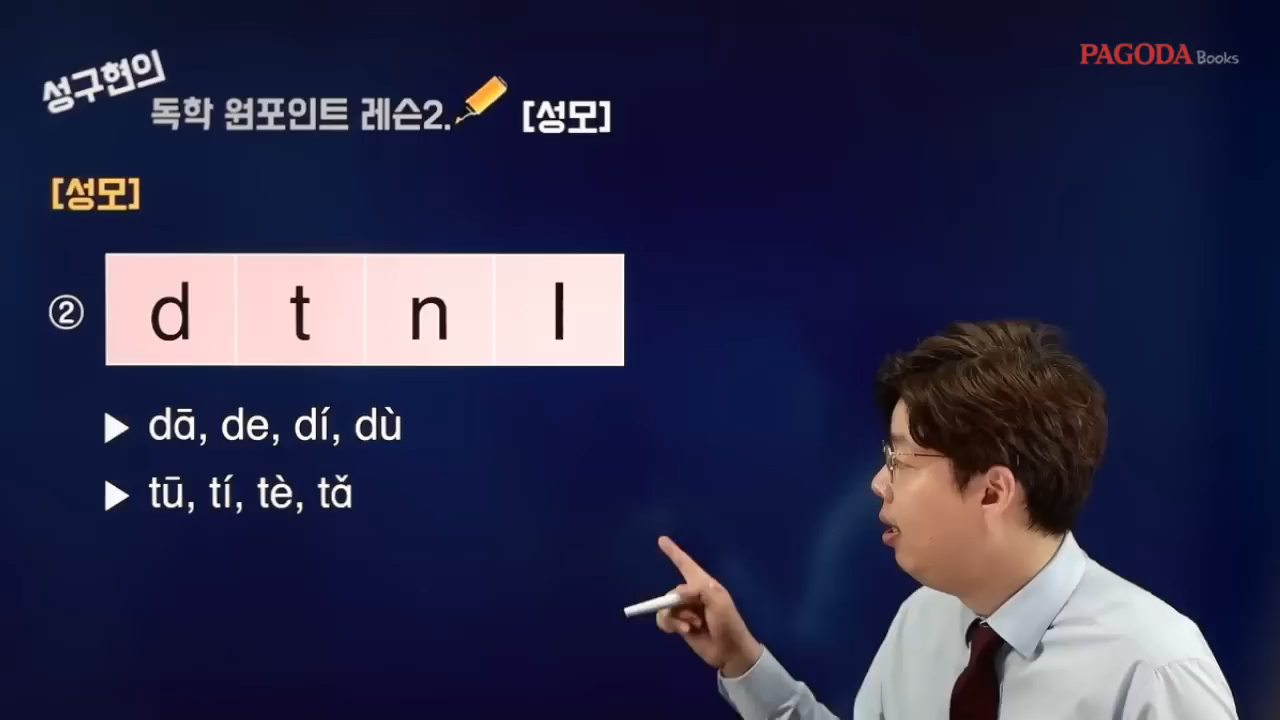 PAGODA Books
성구현의
독학 원포인트 레슨2. [성모]
[성모]
② d t n l
▶ dā, de, dí, dù
▶ tū, tí, tè, tǎ